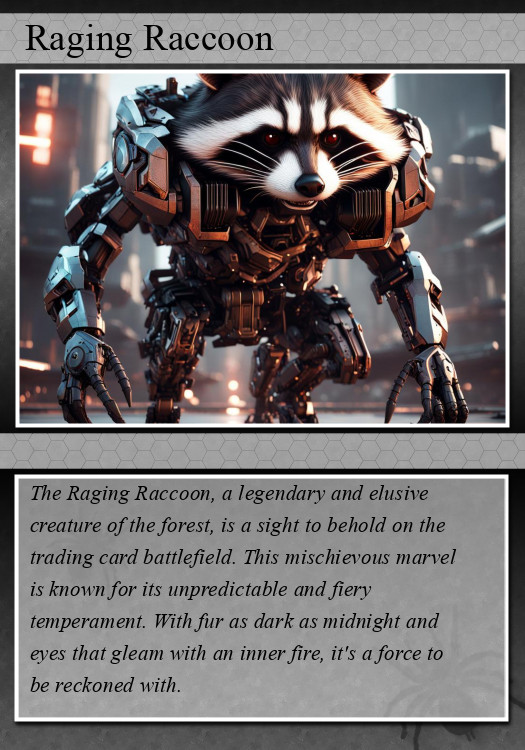 Raging Raccoon
The Raging Raccoon, a legendary and elusive
creature of the forest, is a sight to behold on the
trading card battlefield. This mischievous marvel
is known for its unpredictable and fiery
temperament. With fur as dark as midnight and
eyes that gleam with an inner fire, it's a force to
be reckoned with.